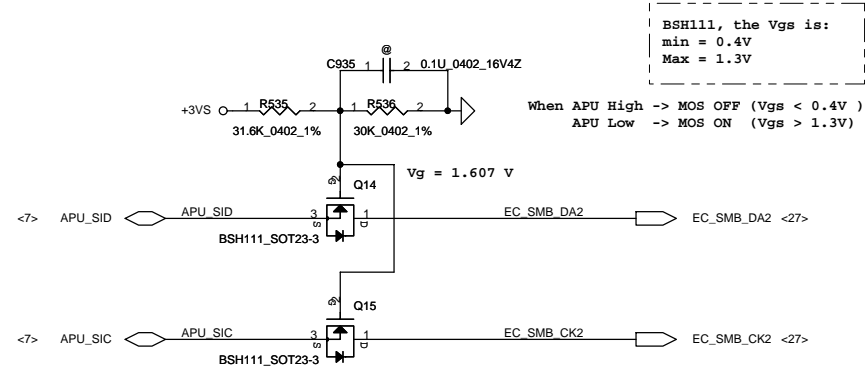 BSH111, the Vgs is:
min = 0.4V
Max = 1.3V
@
C935 1 2 0.1U_0402_16V4Z
+3VS 1 R535 2 1 R536 2
31.6K_0402_1% 30K_0402_1%
When APU High -> MOS OFF (Vgs < 0.4V )
APU Low -> MOS ON (Vgs > 1.3V)
Vg = 1.607 V
G 2 Q14
<7> APU_SID APU_SID 3 S 1 D EC_SMB_DA2 EC_SMB_DA2 <27>
BSH111_SOT23-3
G 2 Q15
<7> APU_SIC APU_SIC 3 S 1 D EC_SMB_CK2 EC_SMB_CK2 <27>
BSH111_SOT23-3